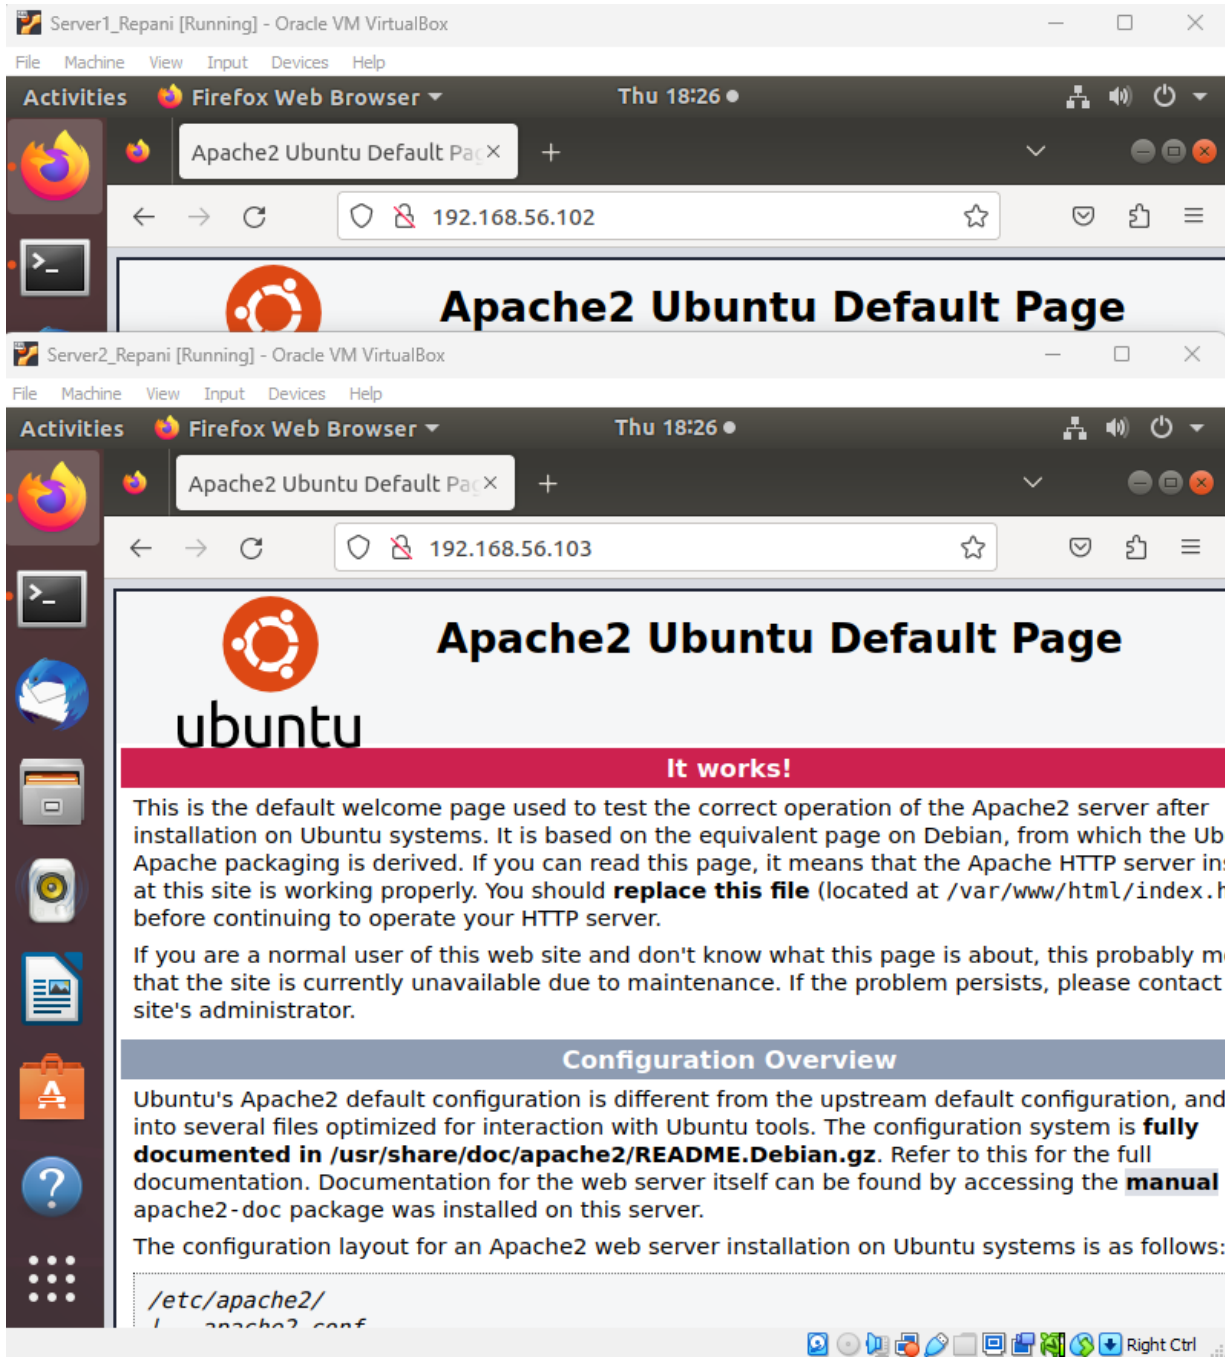 Server1_Repani [Running] - Oracle VM VirtualBox
File Machine View Input Devices Help
Activities Firefox Web Browser Thu 18:26
Apache2 Ubuntu Default Pag
192.168.56.102
Apache2 Ubuntu Default Page
Server2_Repani [Running] - Oracle VM VirtualBox
File Machine View Input Devices Help
Activities Firefox Web Browser Thu 18:26
Apache2 Ubuntu Default Pag
192.168.56.103
Apache2 Ubuntu Default Page
ubuntu
It works!
This is the default welcome page used to test the correct operation of the Apache2 server after
installation on Ubuntu systems. It is based on the equivalent page on Debian, from which the Ub
Apache packaging is derived. If you can read this page, it means that the Apache HTTP server ins
at this site is working properly. You should replace this file (located at /var/www/html/index.h
before continuing to operate your HTTP server.
If you are a normal user of this web site and don't know what this page is about, this probably m
that the site is currently unavailable due to maintenance. If the problem persists, please contact
site's administrator.
Configuration Overview
Ubuntu's Apache2 default configuration is different from the upstream default configuration, and
into several files optimized for interaction with Ubuntu tools. The configuration system is fully
documented in /usr/share/doc/apache2/README.Debian.gz. Refer to this for the full
documentation. Documentation for the web server itself can be found by accessing the manual
apache2-doc package was installed on this server.
The configuration layout for an Apache2 web server installation on Ubuntu systems is as follows:
/etc/apache2/
apache2.conf
Right Ctrl